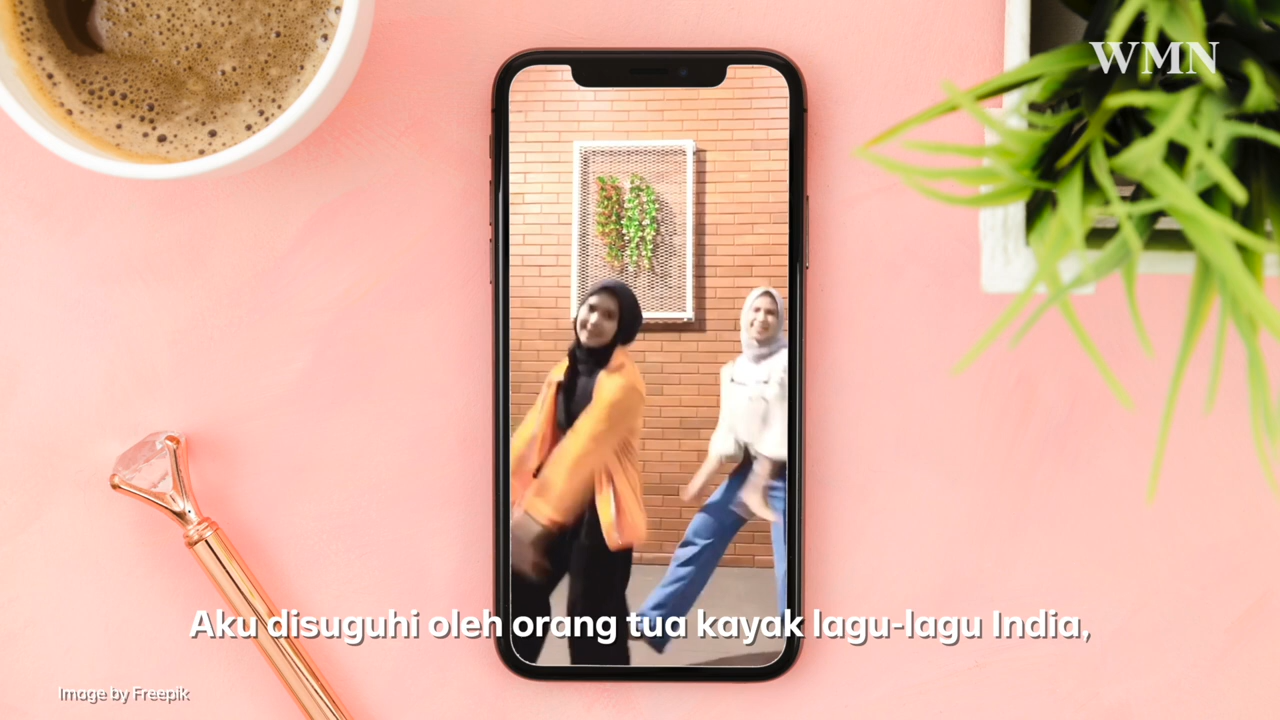 WMN
Aku disuguhi oleh orang tua kayak lagu-lagu India,
Image by Freepik